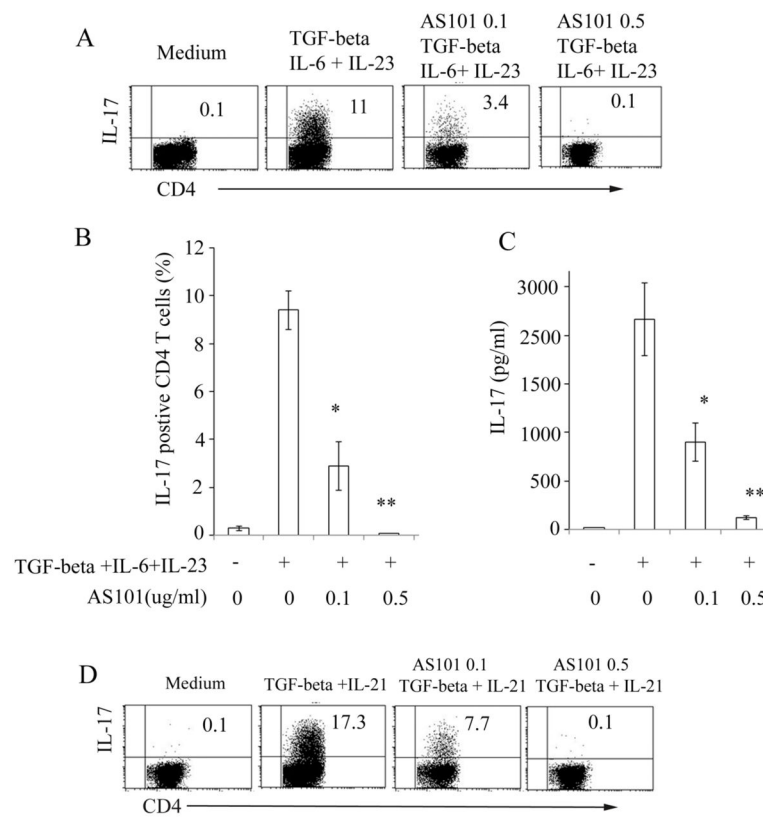 A
Medium
TGF-beta
IL-6 + IL-23
AS101 0.1
TGF-beta
IL-6+ IL-23
AS101 0.5
TGF-beta
IL-6+ IL-23
IL-17
0.1
11
3.4
0.1
CD4
B
IL-17 postive CD4 T cells (%)
12
10
8
6
4
2
0
*
**
C
IL-17 (pg/ml)
3000
2500
1500
1000
500
0
*
**
TGF-beta +IL-6+IL-23
- + + +
- + + +
AS101(ug/ml)
0 0 0.1 0.5
0 0 0.1 0.5
D
Medium
TGF-beta +IL-21
AS101 0.1
TGF-beta + IL-21
AS101 0.5
TGF-beta + IL-21
IL-17
0.1
17.3
7.7
0.1
CD4